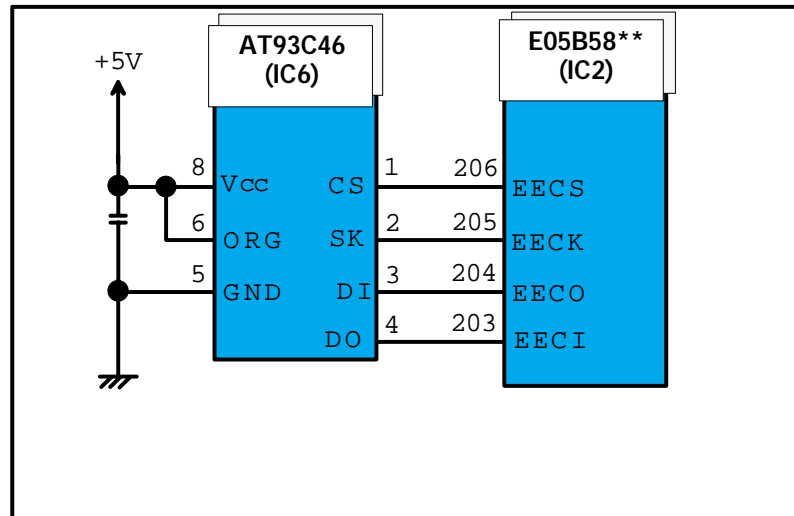 AT93C46
(IC6)
E05B58**
(IC2)
+5V
8 Vcc CS 1 206 EECS
6 ORG SK 2 205 EECK
5 GND DI 3 204 EECO
DO 4 203 EECI